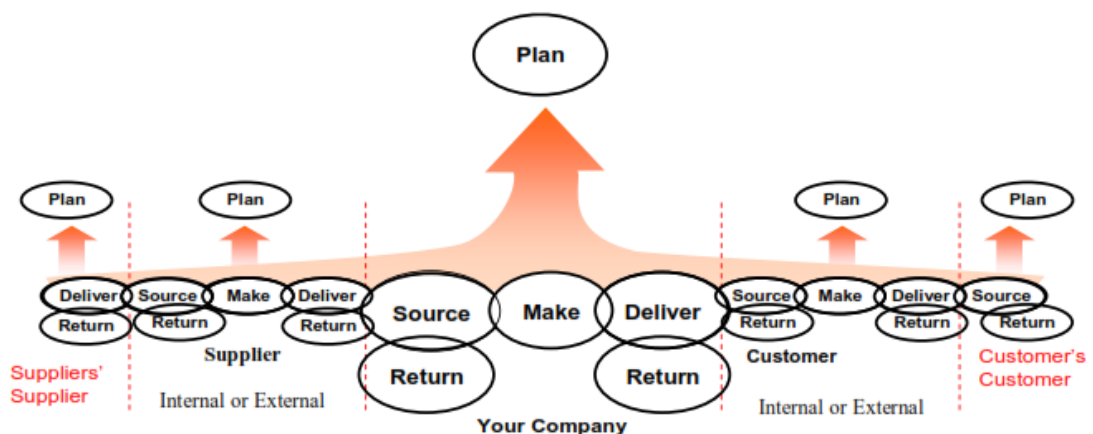 Plan
Plan
Plan
Plan
Plan
Deliver
Source
Make
Deliver
Source
Make
Deliver
Source
Make
Deliver
Source
Return
Return
Return
Return
Return
Return
Return
Return
Suppliers'
Supplier
Supplier
Internal or External
Your Company
Customer
Internal or External
Customer's
Customer